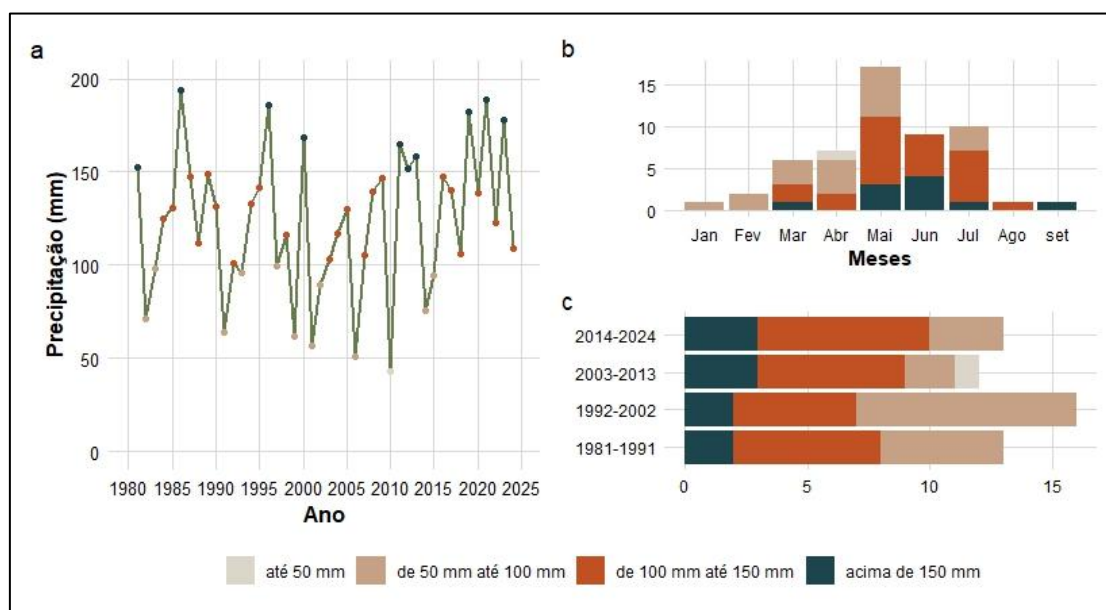 a
Precipitação (mm)
200
150
100
50
0
1980 1985 1990 1995 2000 2005 2010 2015 2020 2025
Ano
b
15
10
5
0
Jan Fev Mar Abr Mai Jun Jul Ago set
Meses
c
2014-2024
2003-2013
1992-2002
1981-1991
0 5 10 15
até 50 mm de 50 mm até 100 mm de 100 mm até 150 mm acima de 150 mm